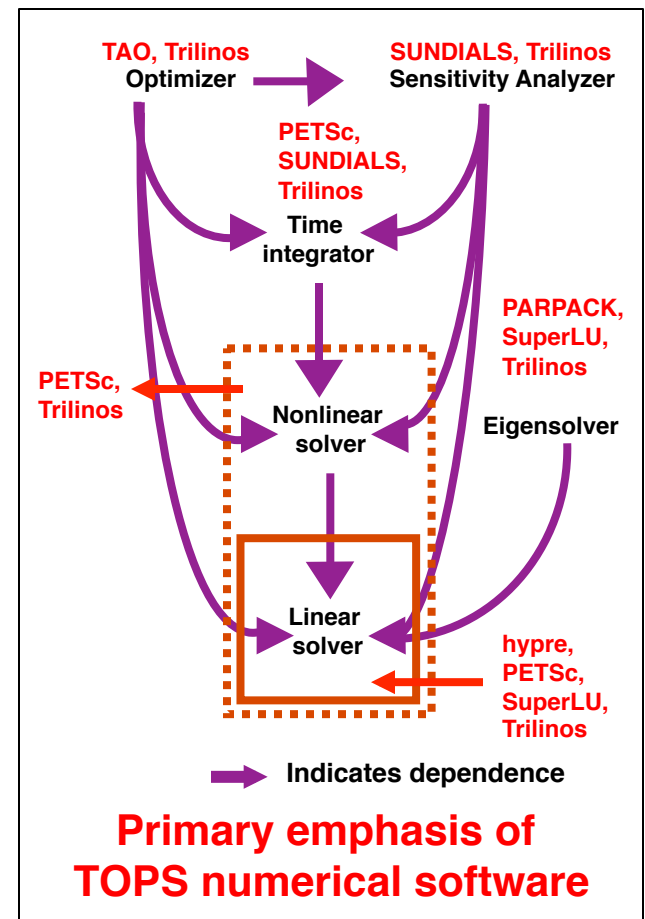 TAO, Trilinos
Optimizer
SUNDIALS, Trilinos
Sensitivity Analyzer
PETSc,
SUNDIALS,
Trilinos
Time
integrator
PARPACK,
SuperLU,
Trilinos
Eigensolver
PETSc,
Trilinos
Nonlinear
solver
Linear
solver
hypre,
PETSc,
SuperLU,
Trilinos
Indicates dependence
Primary emphasis of
TOPS numerical software